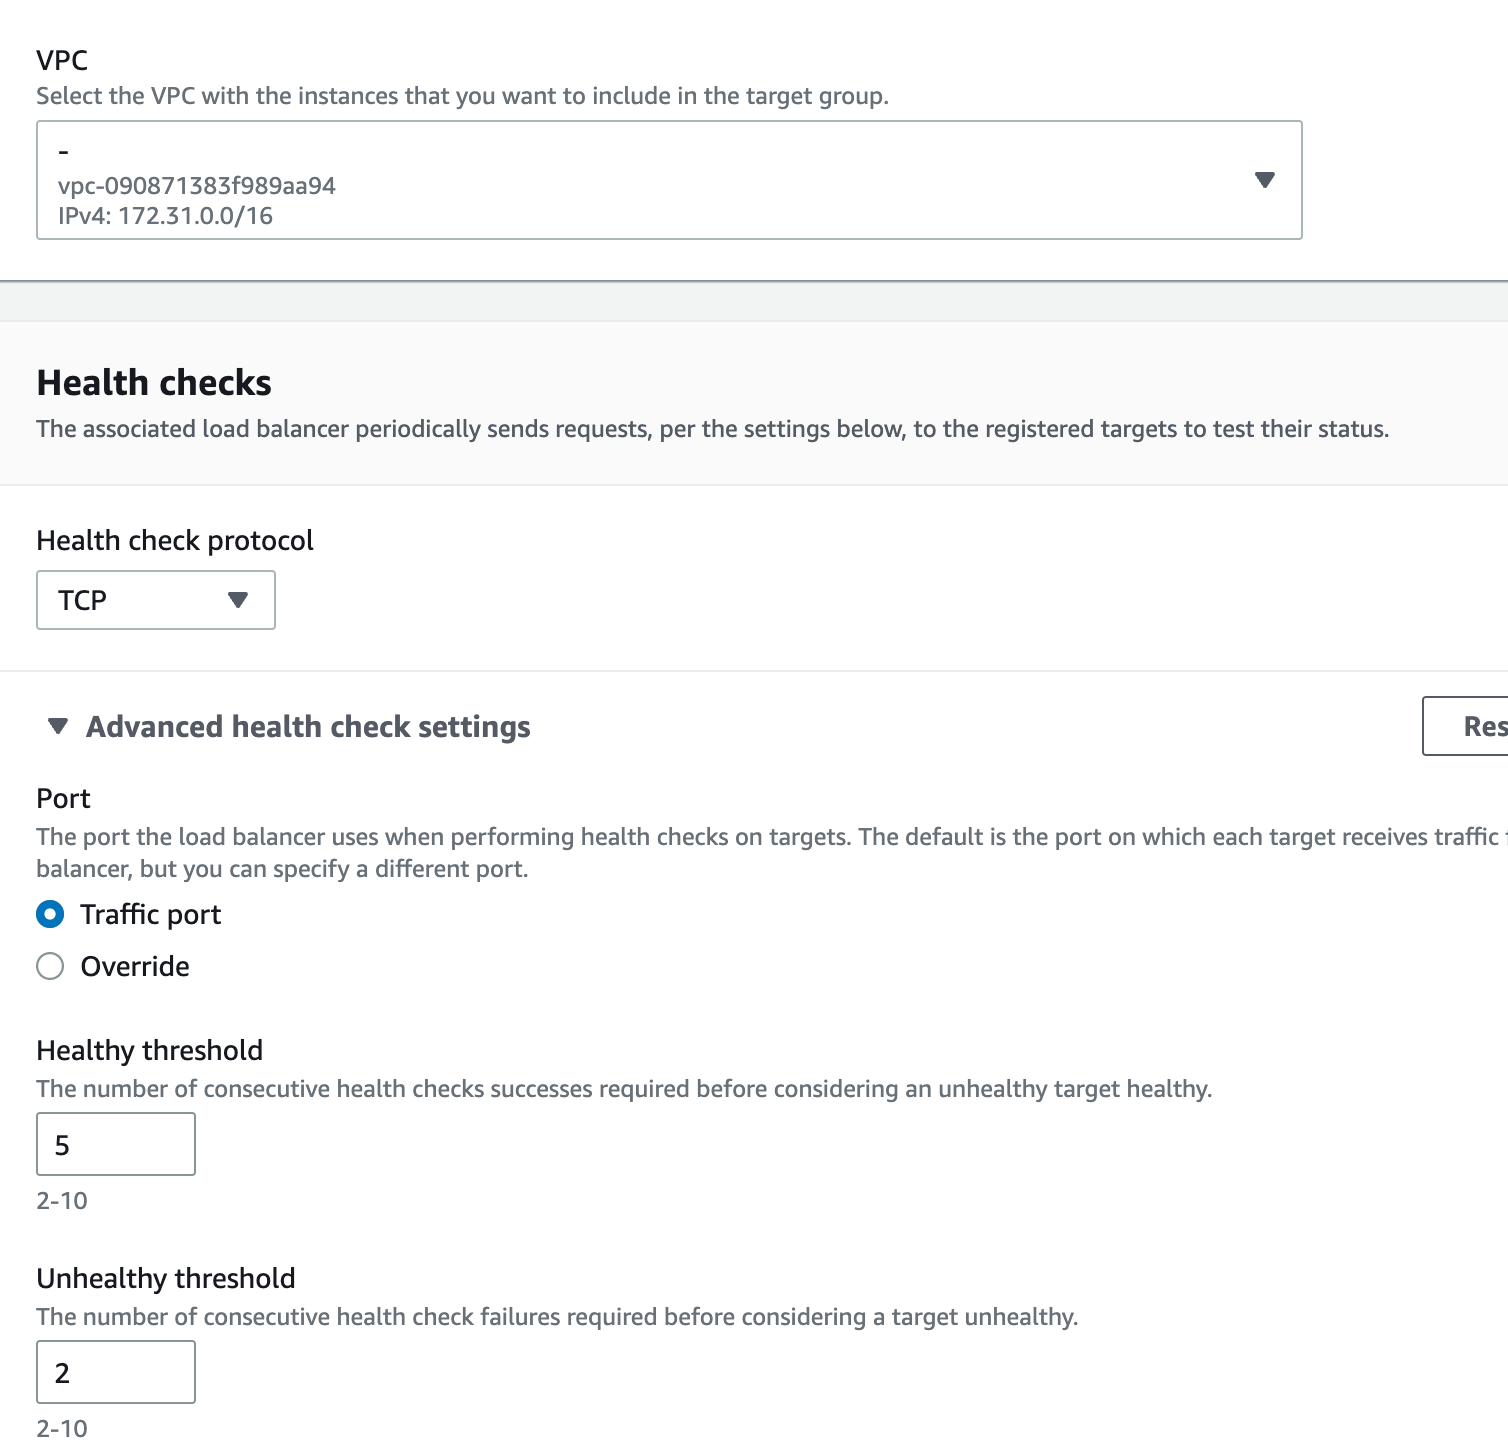 VPC
Select the VPC with the instances that you want to include in the target group.
-
vpc-090871383f989aa94
IPv4: 172.31.0.0/16
Health checks
The associated load balancer periodically sends requests, per the settings below, to the registered targets to test their status.
Health check protocol
TCP
Advanced health check settings
Res
Port
The port the load balancer uses when performing health checks on targets. The default is the port on which each target receives traffic
balancer, but you can specify a different port.
Traffic port
Override
Healthy threshold
The number of consecutive health checks successes required before considering an unhealthy target healthy.
5
2-10
Unhealthy threshold
The number of consecutive health check failures required before considering a target unhealthy.
2
2-10